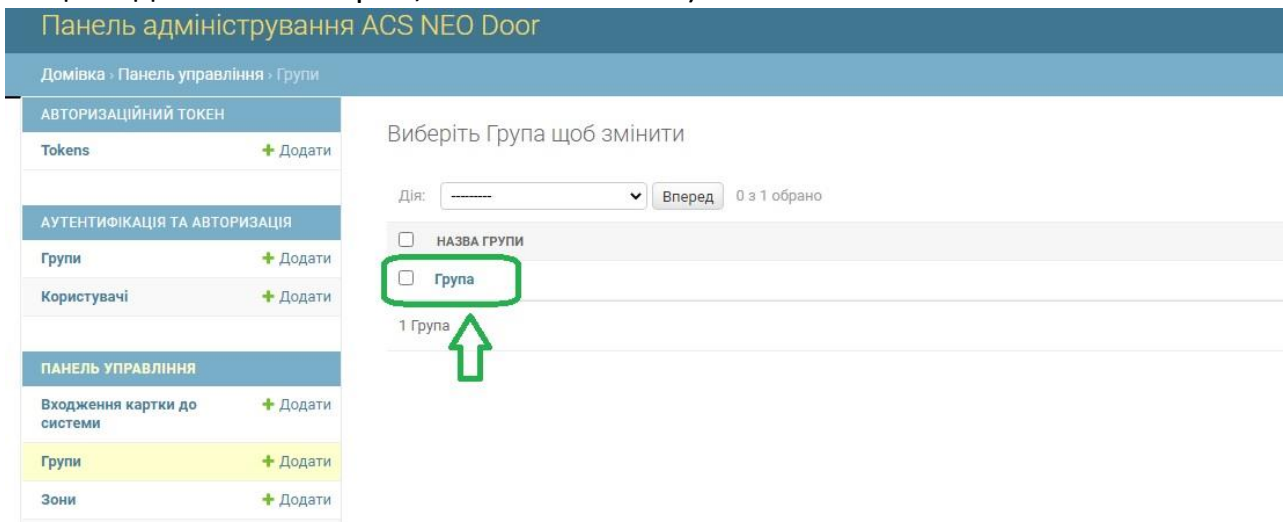 Панель адміністрування ACS NEO Door
Домівка › Панель управління › Групи
АВТОРИЗАЦІЙНИЙ ТОКЕН
Tokens + Додати
АУТЕНТИФІКАЦІЯ ТА АВТОРИЗАЦІЯ
Групи + Додати
Користувачі + Додати
ПАНЕЛЬ УПРАВЛІННЯ
Входження картки до
системи + Додати
Групи + Додати
Зони + Додати
Виберіть Група щоб змінити
Дія: --------- Вперед 0 з 1 обрано
НАЗВА ГРУПИ
Група
1 Група